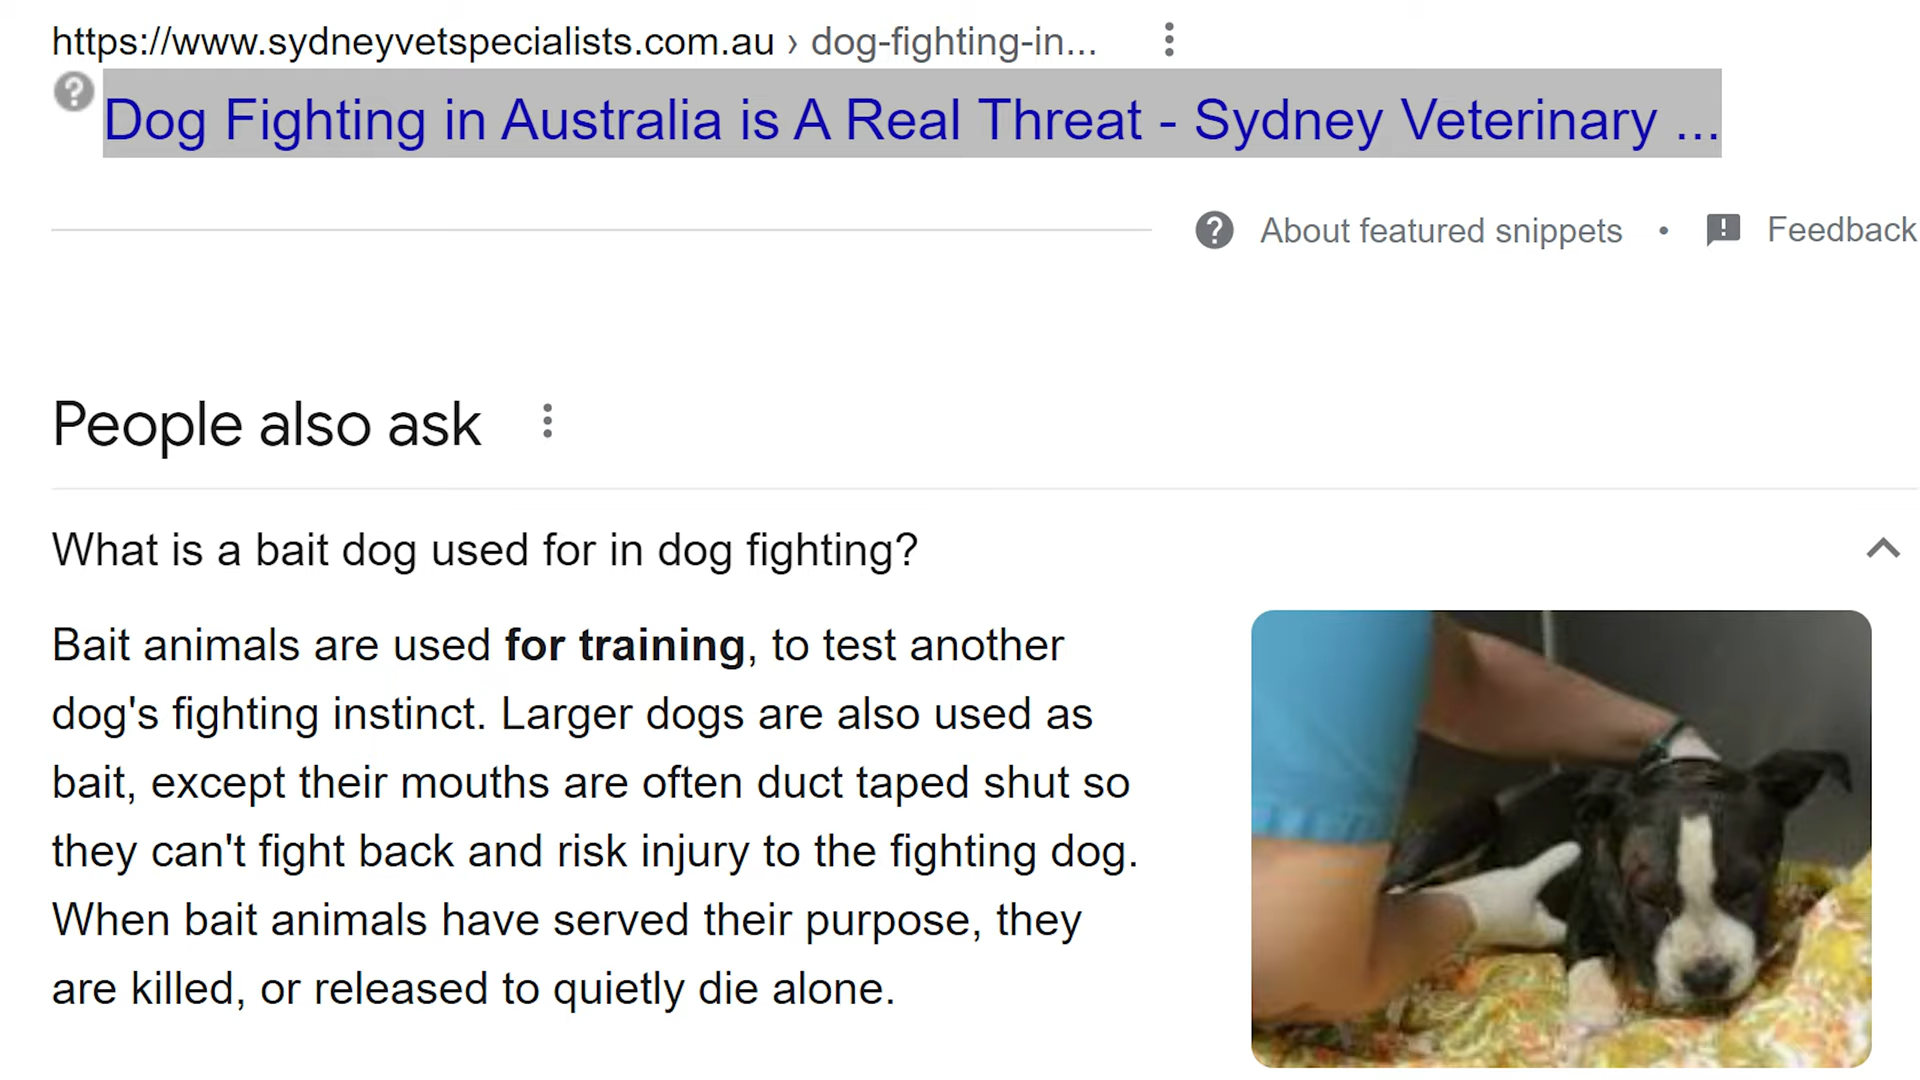 https://www.sydneyvetspecialists.com.au › dog-fighting-in...
Dog Fighting in Australia is A Real Threat - Sydney Veterinary ...
About featured snippets • Feedback
People also ask
What is a bait dog used for in dog fighting?
Bait animals are used for training, to test another
dog's fighting instinct. Larger dogs are also used as
bait, except their mouths are often duct taped shut so
they can't fight back and risk injury to the fighting dog.
When bait animals have served their purpose, they
are killed, or released to quietly die alone.